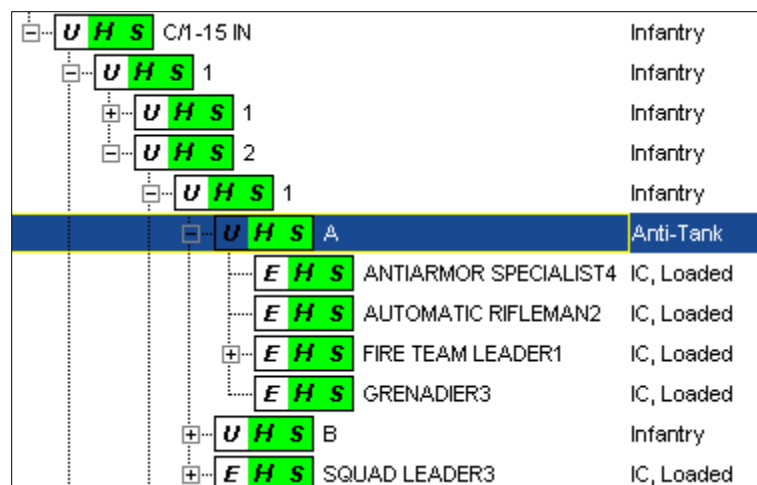 U H S C/1-15 IN Infantry
U H S 1 Infantry
U H S 1 Infantry
U H S 2 Infantry
U H S 1 Infantry
U H S A Anti-Tank
E H S ANTIARMOR SPECIALIST4 IC, Loaded
E H S AUTOMATIC RIFLEMAN2 IC, Loaded
E H S FIRE TEAM LEADER1 IC, Loaded
E H S GRENADIER3 IC, Loaded
U H S B Infantry
E H S SQUAD LEADER3 IC, Loaded